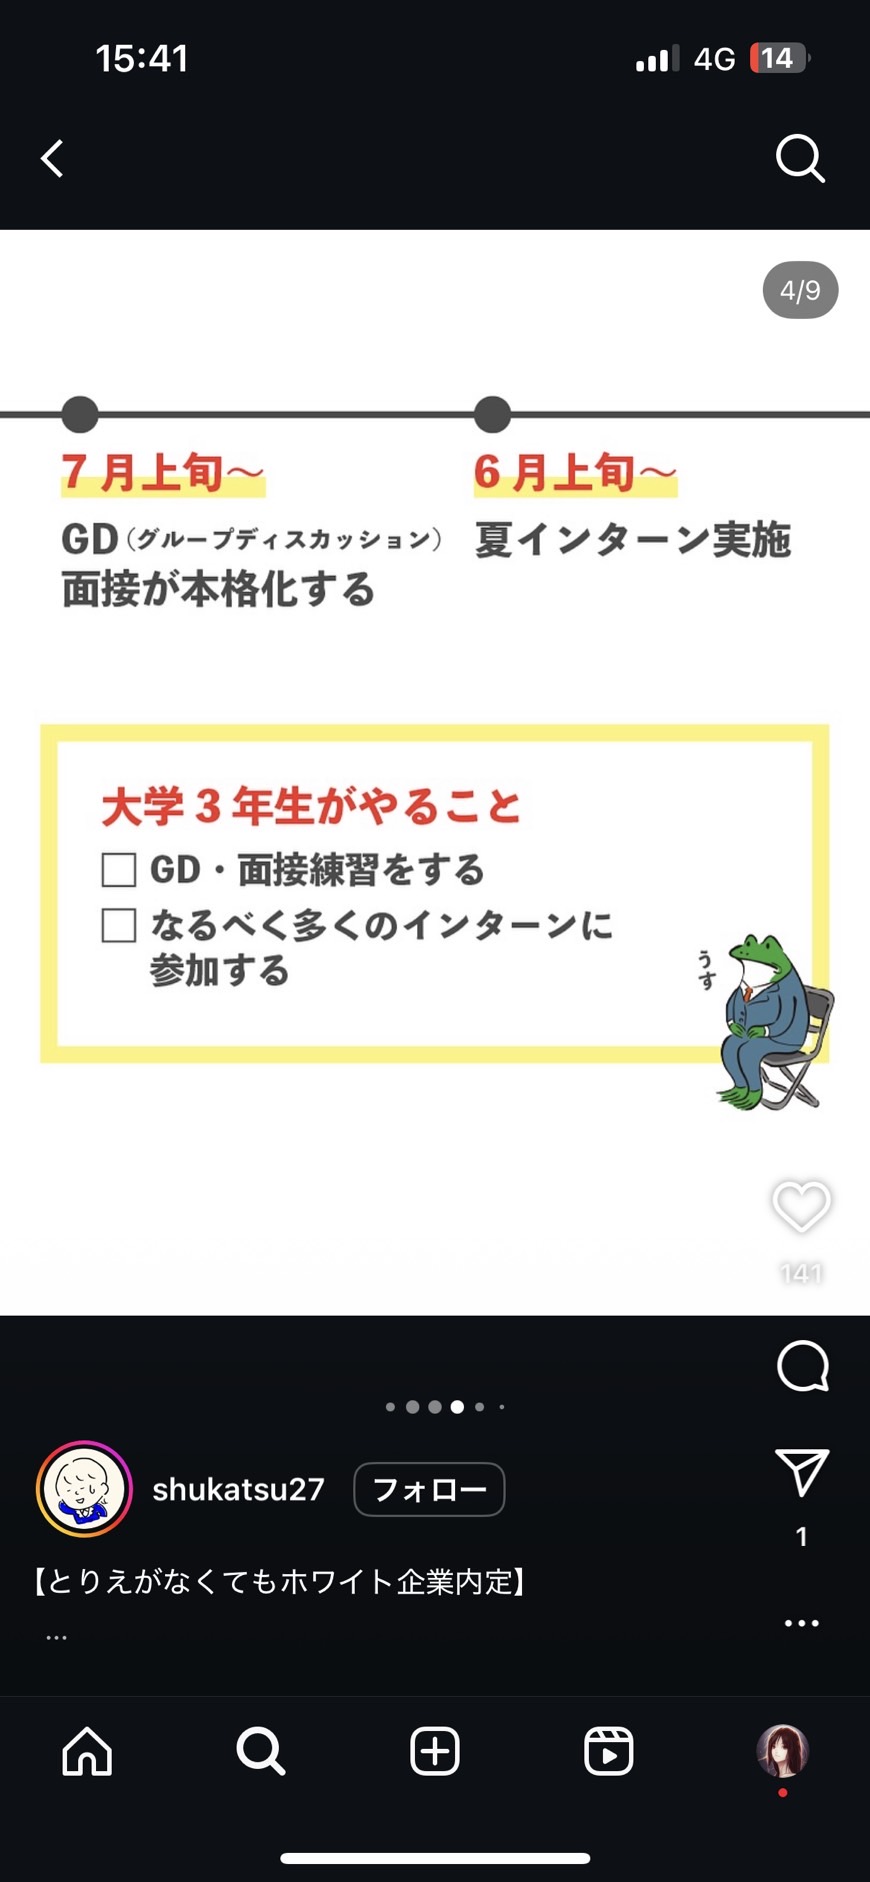 15:41
4G
14
4/9
7月上旬〜
GD（グループディスカッション）
面接が本格化する
6月上旬〜
夏インターン実施
大学3年生がやること
GD・面接練習をする
なるべく多くのインターンに
参加する
うす
141
shukatsu27
フォロー
1
【とりえがなくてもホワイト企業内定】
...